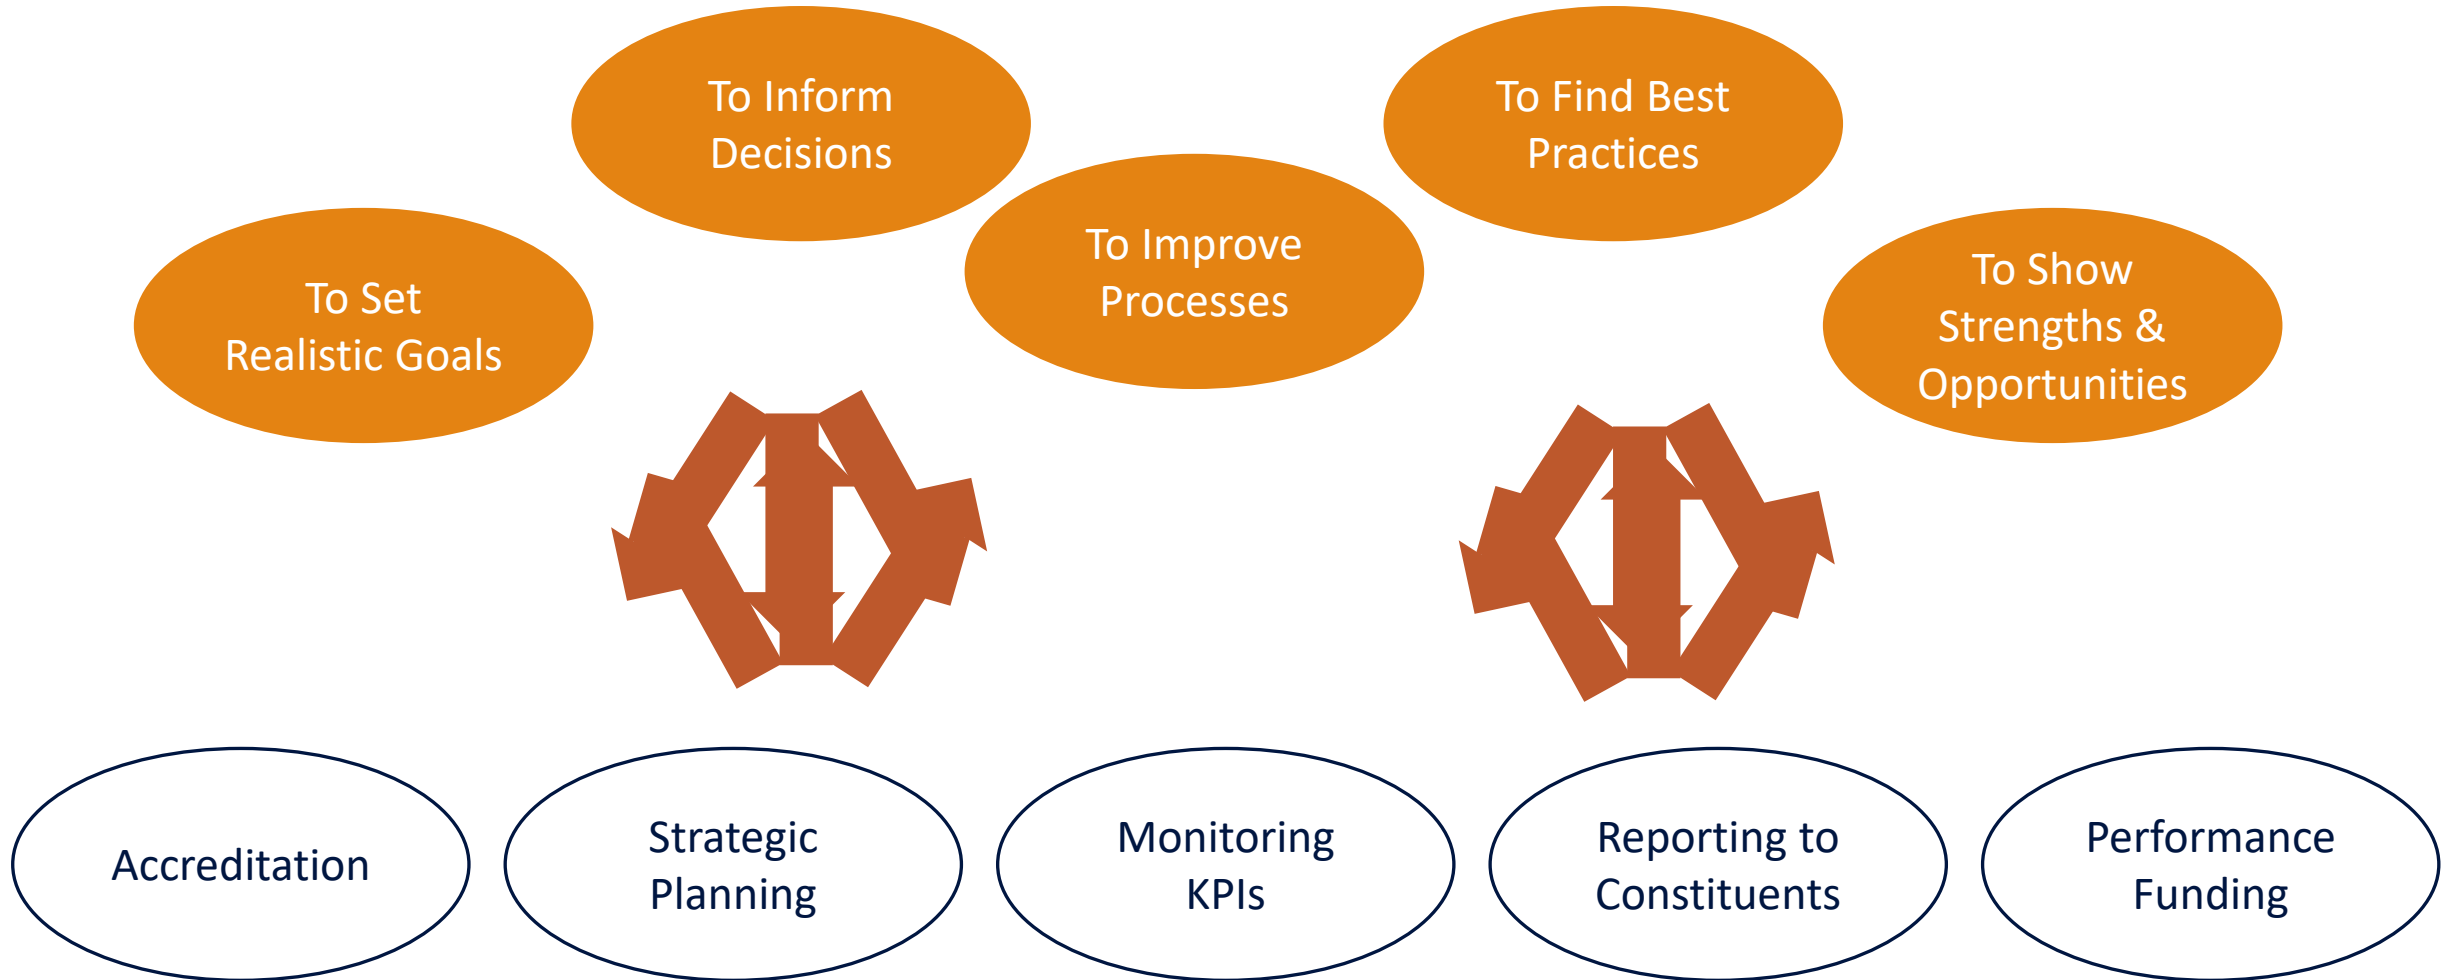 To Inform
Decisions
To Find Best
Practices
To Improve
Processes
To Set
Realistic Goals
To Show
Strengths &
Opportunities
Accreditation
Strategic
Planning
Monitoring
KPIs
Reporting to
Constituents
Performance
Funding